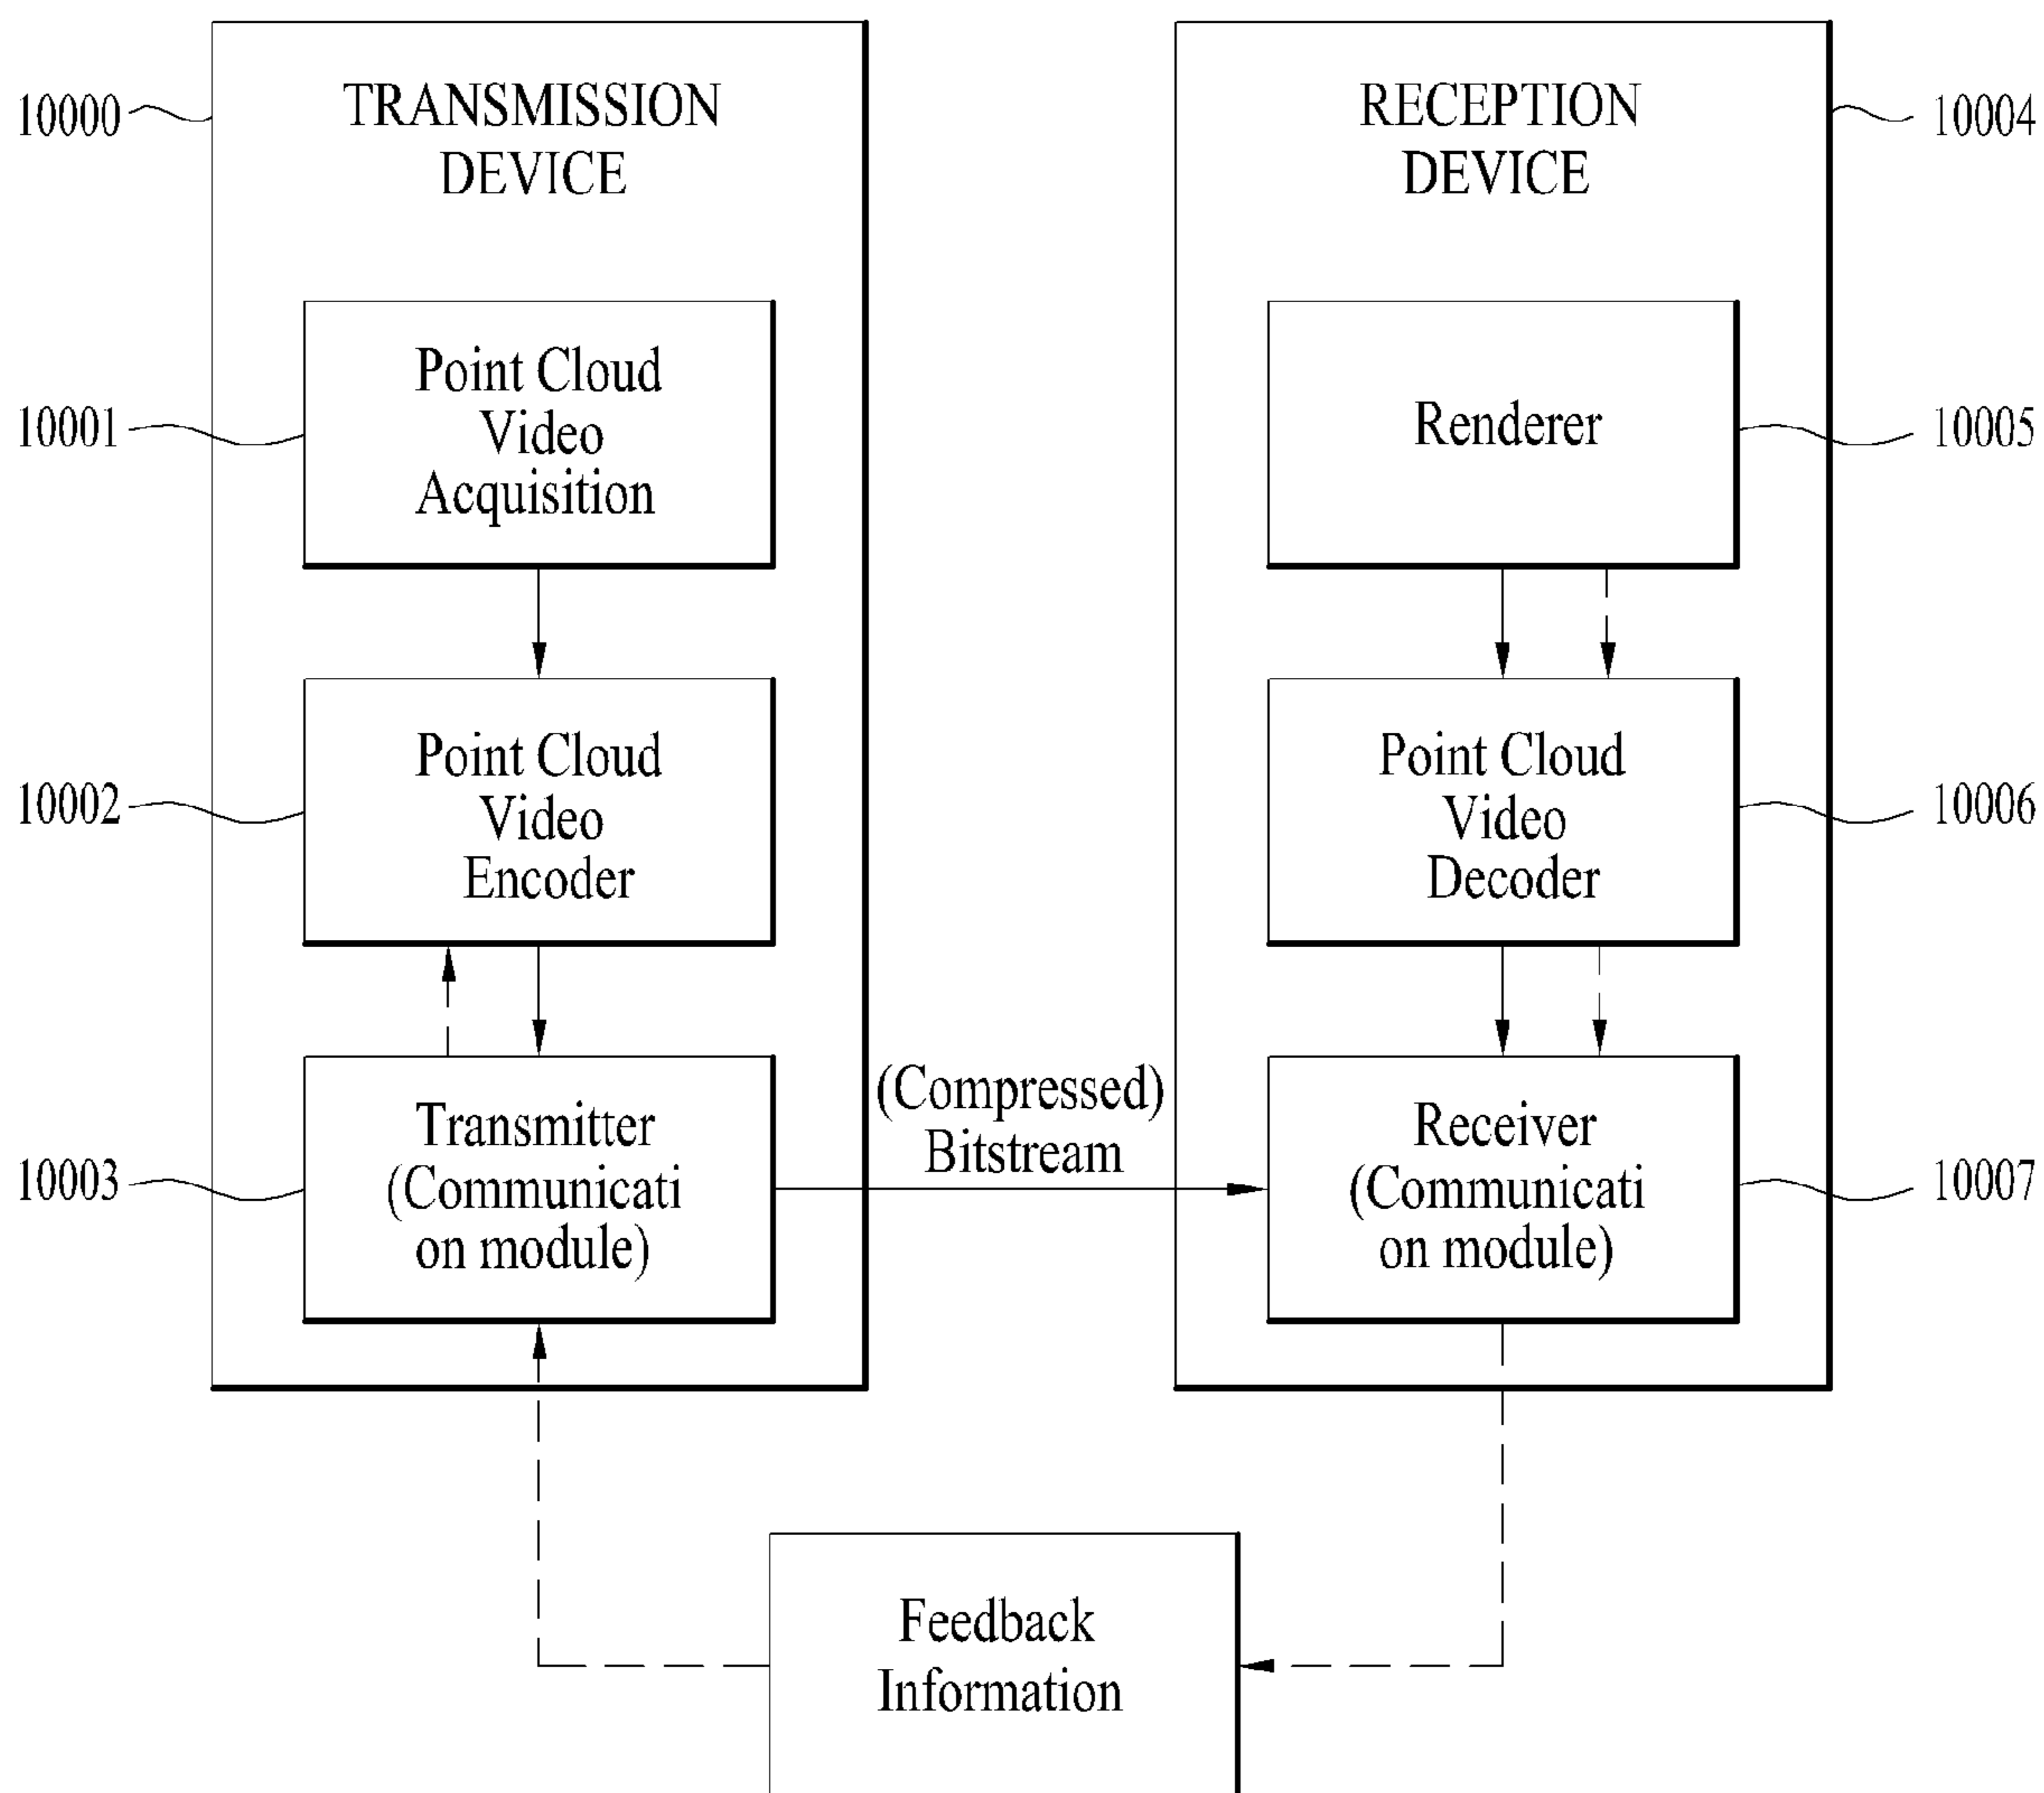 TRANSMISSION
DEVICE
10000
10001
Point Cloud
Video
Acquisition
10002
Point Cloud
Video
Encoder
10003
Transmitter
(Communicati
on module)
(Compressed)
Bitstream
RECEPTION
DEVICE
10004
Renderer
10005
Point Cloud
Video
Decoder
10006
Receiver
(Communicati
on module)
10007
Feedback
Information